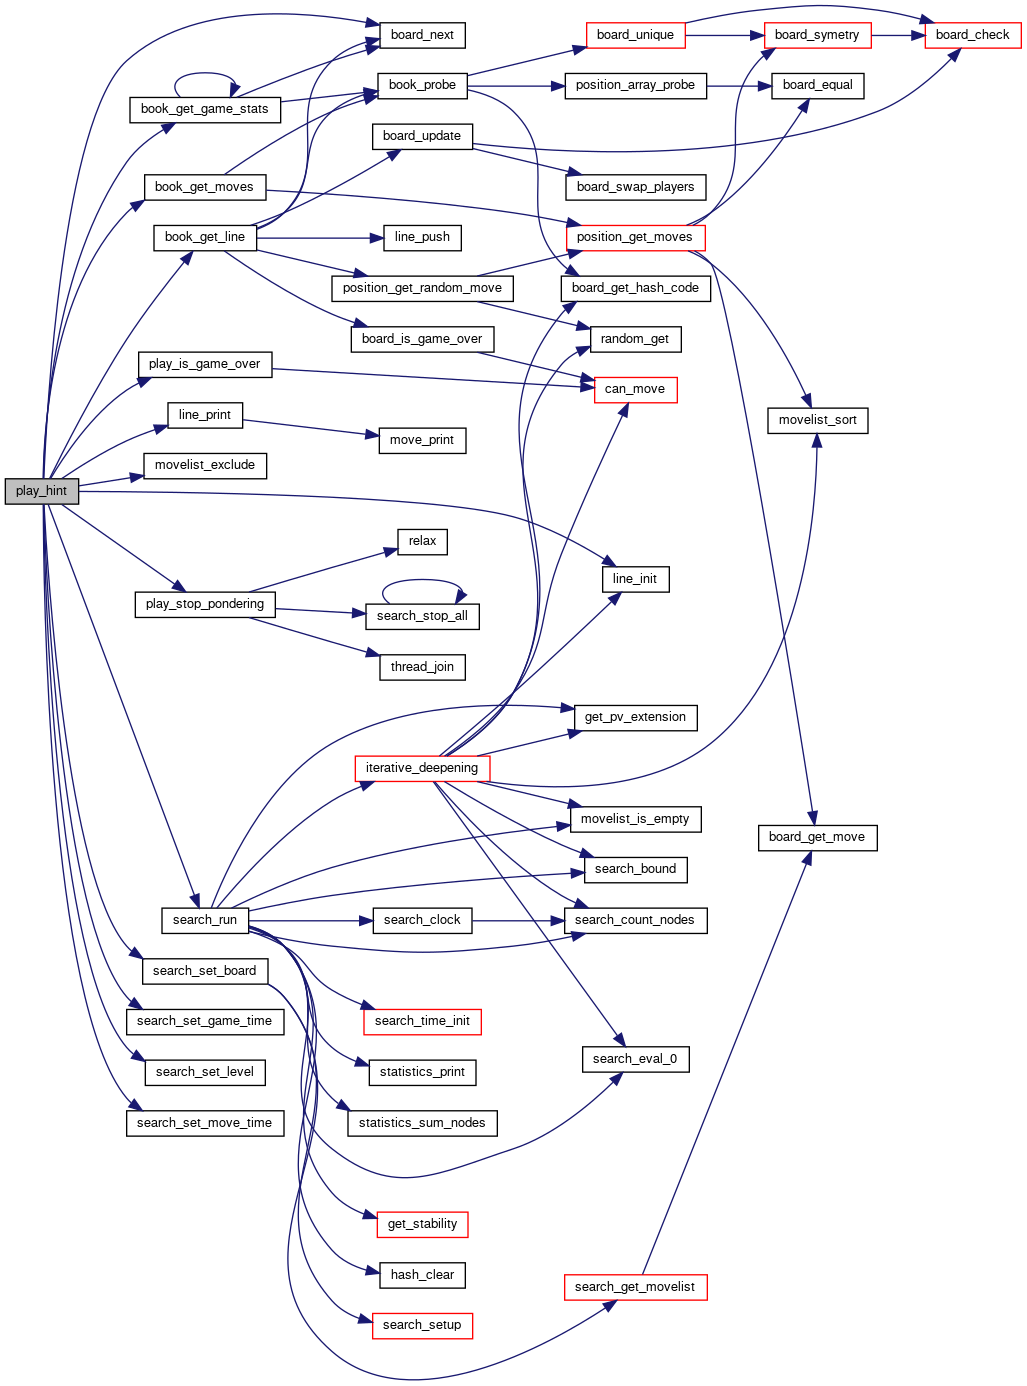 board_next
board_unique
board_symetry
board_check
book_get_game_stats
book_probe
position_array_probe
board_equal
board_update
book_get_moves
board_swap_players
book_get_line
line_push
position_get_moves
position_get_random_move
board_get_hash_code
board_is_game_over
random_get
play_is_game_over
can_move
line_print
move_print
movelist_sort
movelist_exclude
play_hint
relax
line_init
play_stop_pondering
search_stop_all
thread_join
get_pv_extension
iterative_deepening
movelist_is_empty
board_get_move
search_bound
search_run
search_clock
search_count_nodes
search_set_board
search_set_game_time
search_time_init
search_eval_0
search_set_level
statistics_print
search_set_move_time
statistics_sum_nodes
get_stability
hash_clear
search_get_movelist
search_setup